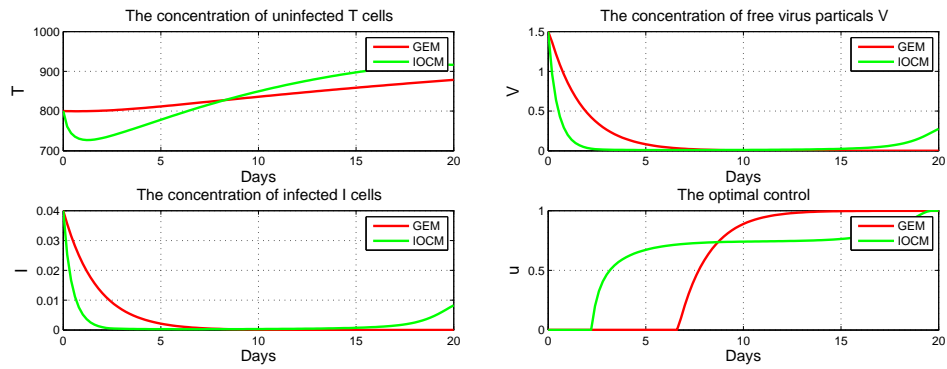 The concentration of uninfected T cells
1000
900
800
700
T
0
5
10
15
20
Days
GEM
IOCM
The concentration of free virus particals V
1.5
1
0.5
0
V
0
5
10
15
20
Days
GEM
IOCM
The concentration of infected I cells
0.04
0.03
0.02
0.01
0
I
0
5
10
15
20
Days
GEM
IOCM
The optimal control
1
0.5
0
u
0
5
10
15
20
Days
GEM
IOCM